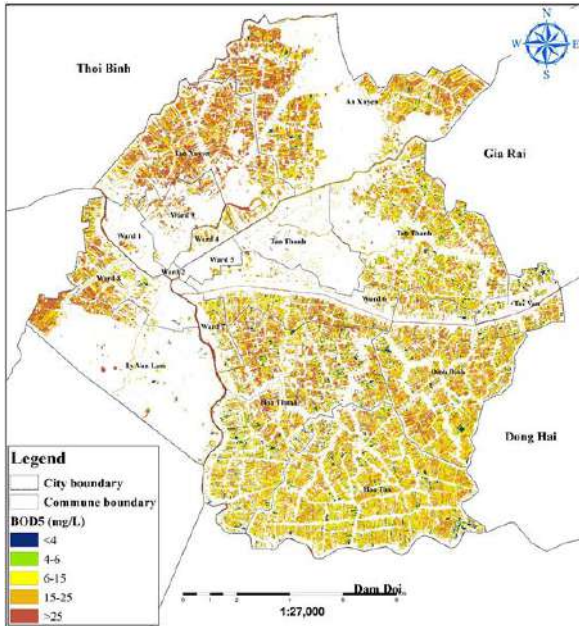 N
W E
S
Thoi Binh
An Xuyen
Gia Rai
Tan Xuyen
Ward 9
Ward 1
Ward 4
Tan Thanh
Tan Thanh
Ward 5
Ward 2
Ward 8
Ward 6
Tac Van
Ward 7
Ly Van Lam
Dinh Binh
Hoa Thanh
Dong Hai
Hoa Tan
Legend
City boundary
Commune boundary
BOD5 (mg/L)
<4
4-6
6-15
15-25
>25
Dam Doi
1:27,000